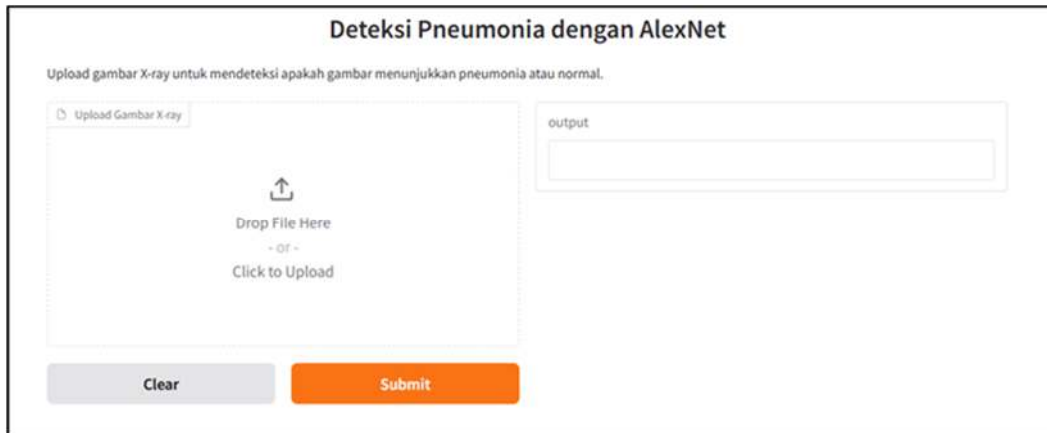 Deteksi Pneumonia dengan AlexNet
Upload gambar X-ray untuk mendeteksi apakah gambar menunjukkan pneumonia atau normal.
Upload Gambar X-ray
Drop File Here
- or -
Click to Upload
Clear
Submit
output